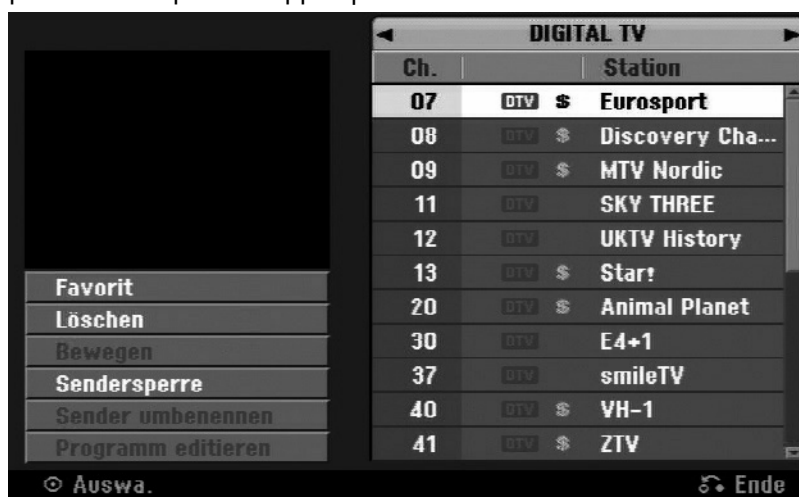 DIGITAL TV
Ch. Station
07 DTV $ Eurosport
08 DTV $ Discovery Cha...
09 DTV $ MTV Nordic
11 DTV SKY THREE
12 DTV UKTV History
13 DTV $ Star!
20 DTV $ Animal Planet
30 DTV E4+1
37 DTV smileTV
40 DTV $ VH-1
41 DTV $ ZTV
Favorit
Löschen
Bewegen
Sendersperre
Sender umbenennen
Programm editieren
Auswa.
Ende